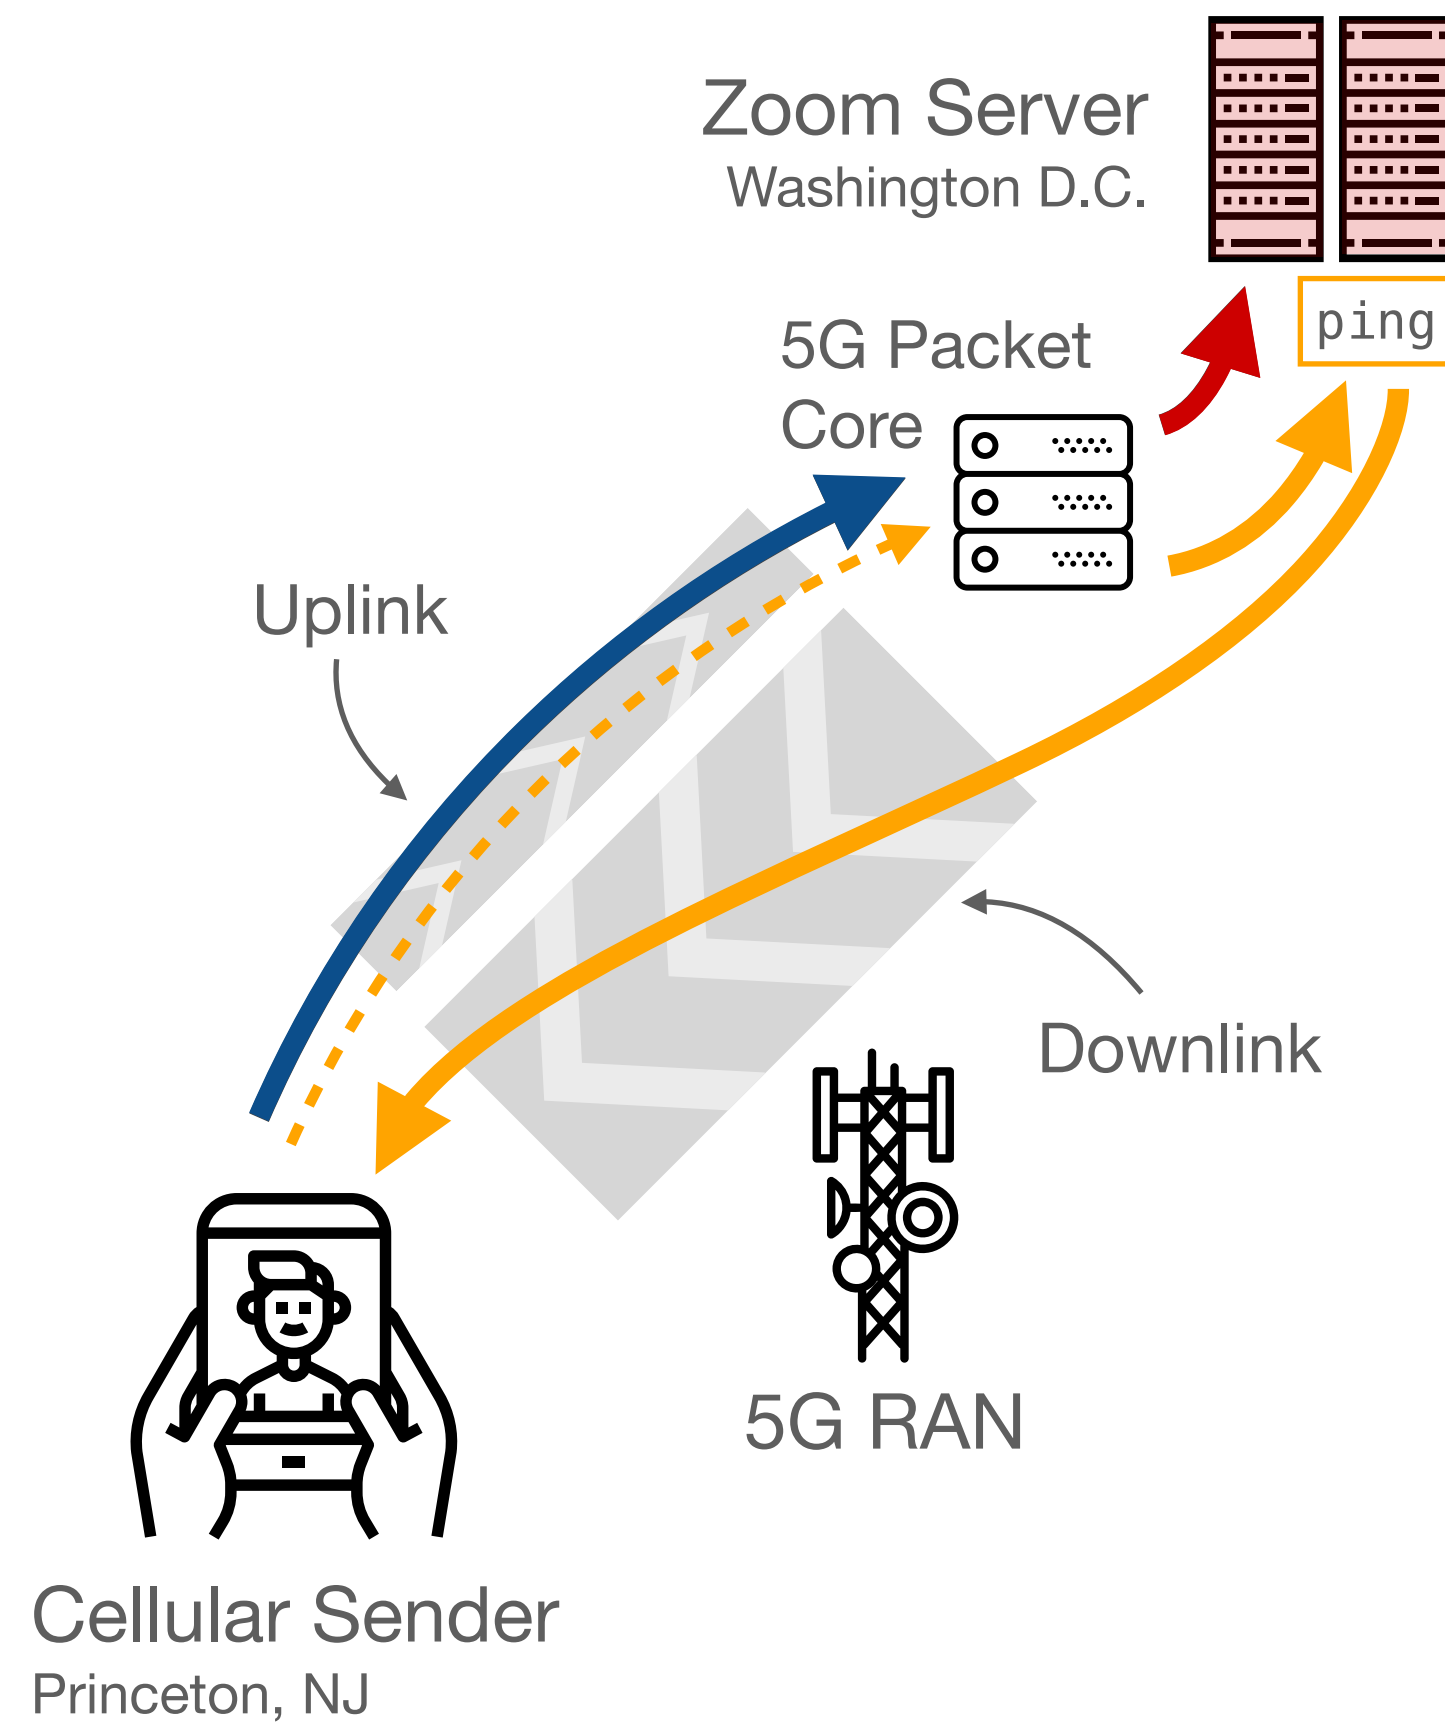 Zoom Server
Washington D.C.
ping
5G Packet
Core
Uplink
Downlink
5G RAN
Cellular Sender
Princeton, NJ